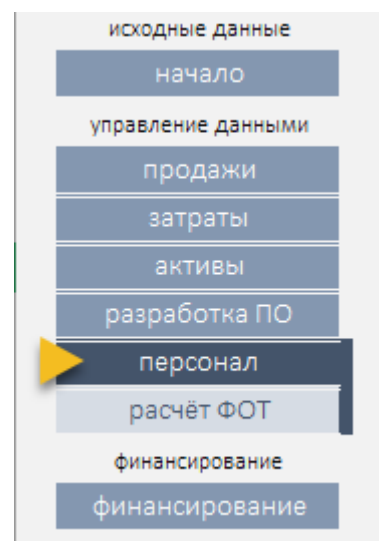 исходные данные
начало
управление данными
продажи
затраты
активы
разработка ПО
персонал
расчёт ФОТ
финансирование
финансирование